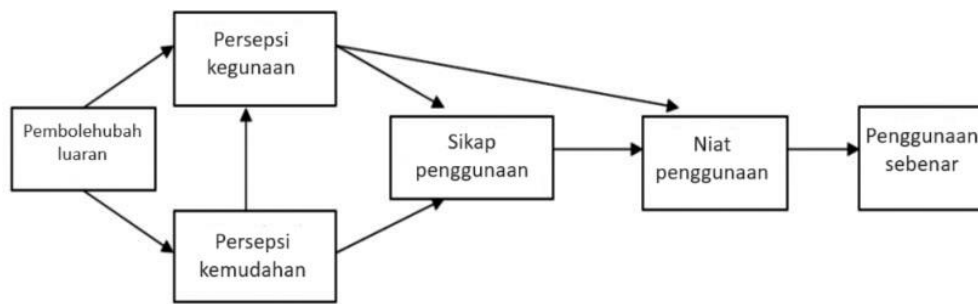 Persepsi
kegunaan
Pembolehubah
luaran
Sikap
penggunaan
Niat
penggunaan
Penggunaan
sebenar
Persepsi
kemudahan